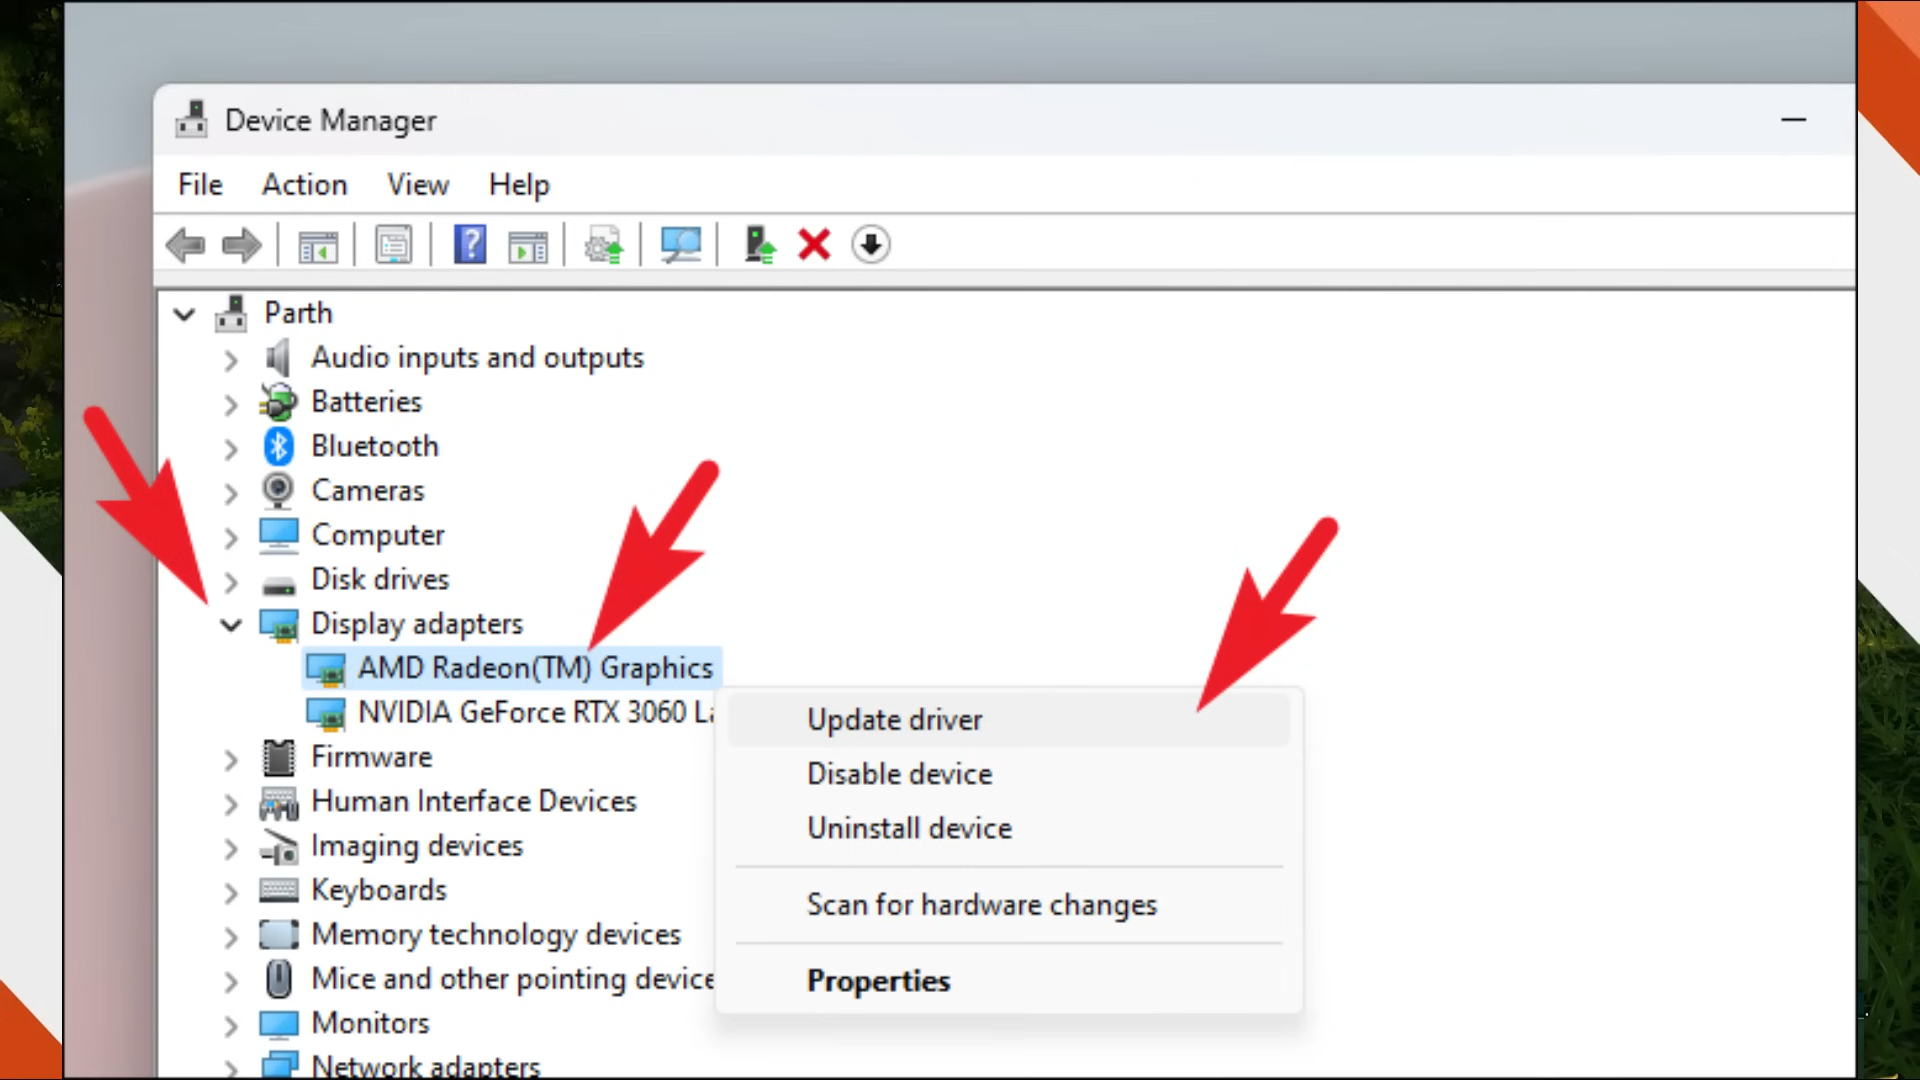 Device Manager
File Action View Help
Parth
Audio inputs and outputs
Batteries
Bluetooth
Cameras
Computer
Disk drives
Display adapters
AMD Radeon(TM) Graphics
NVIDIA GeForce RTX 3060
Firmware
Human Interface Devices
Imaging devices
Keyboards
Memory technology devices
Mice and other pointing device
Monitors
Network adapters
Update driver
Disable device
Uninstall device
Scan for hardware changes
Properties